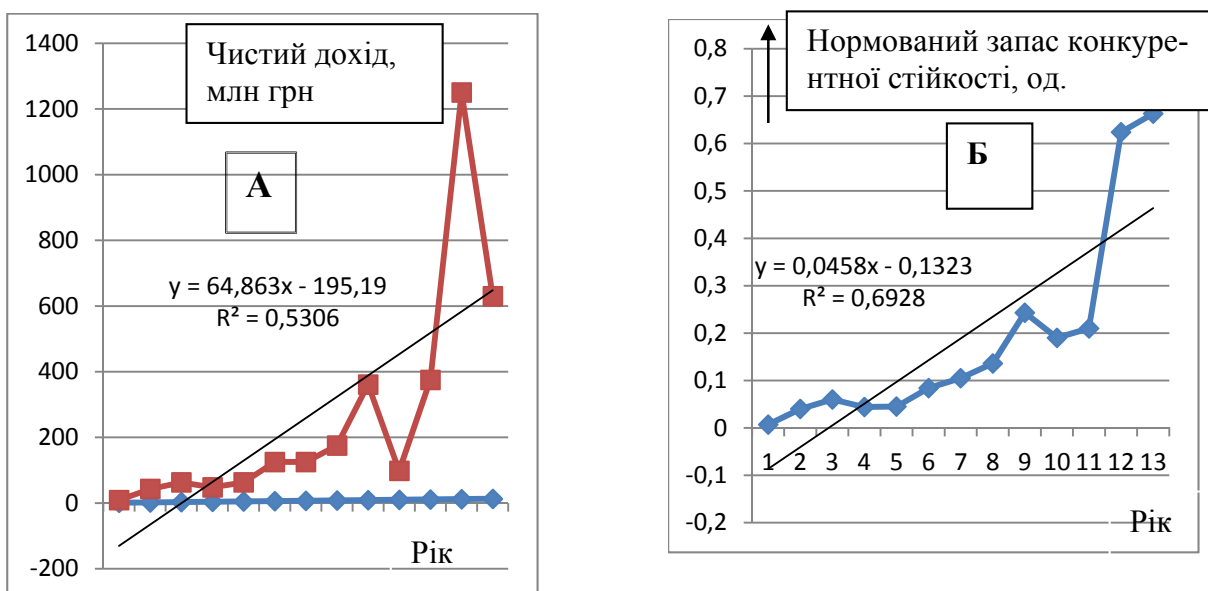 1400
1200
1000
800
600
400
200
0
-200
Чистий дохід,
млн грн
А
y = 64,863x - 195,19
R² = 0,5306
Рік
0,8
0,7
0,6
0,5
0,4
0,3
0,2
0,1
0
-0,1
-0,2
Нормований запас конкуре-
нтної стійкості, од.
Б
y = 0,0458x - 0,1323
R² = 0,6928
1 2 3 4 5 6 7 8 9 10 11 12 13
Рік